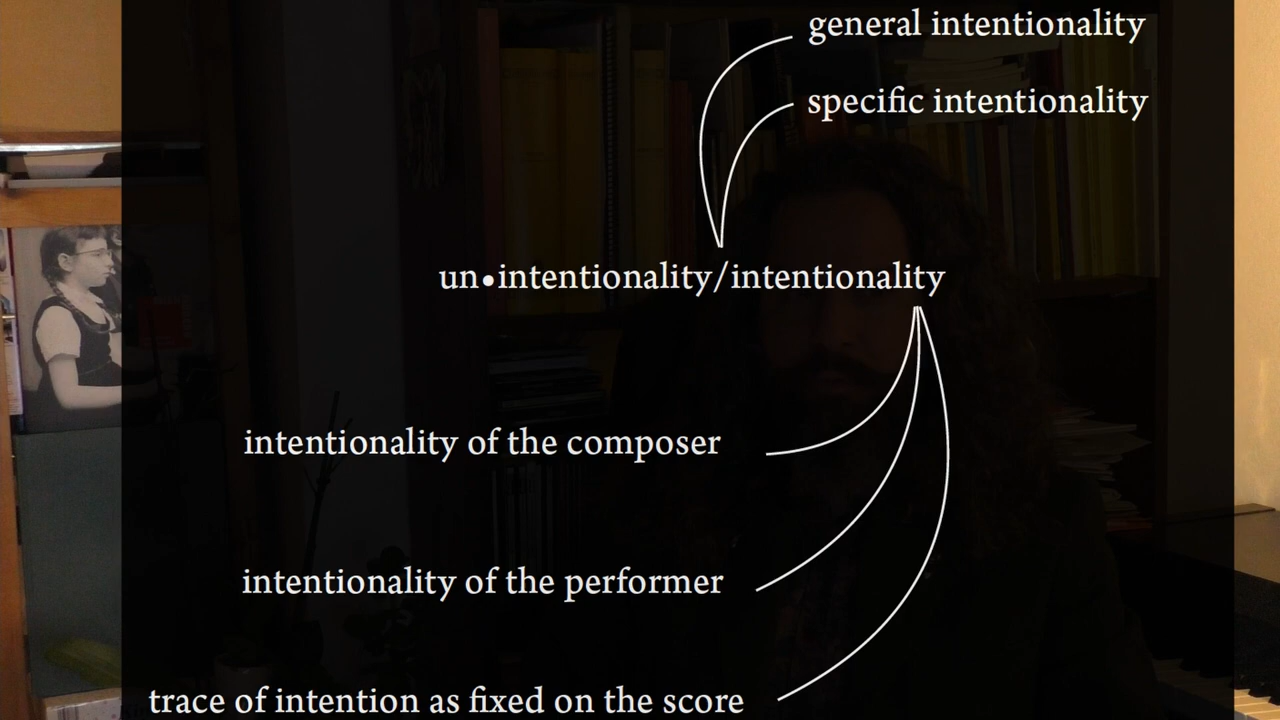 general intentionality
specific intentionality
un•intentionality/intentionality
intentionality of the composer
intentionality of the performer
trace of intention as fixed on the score